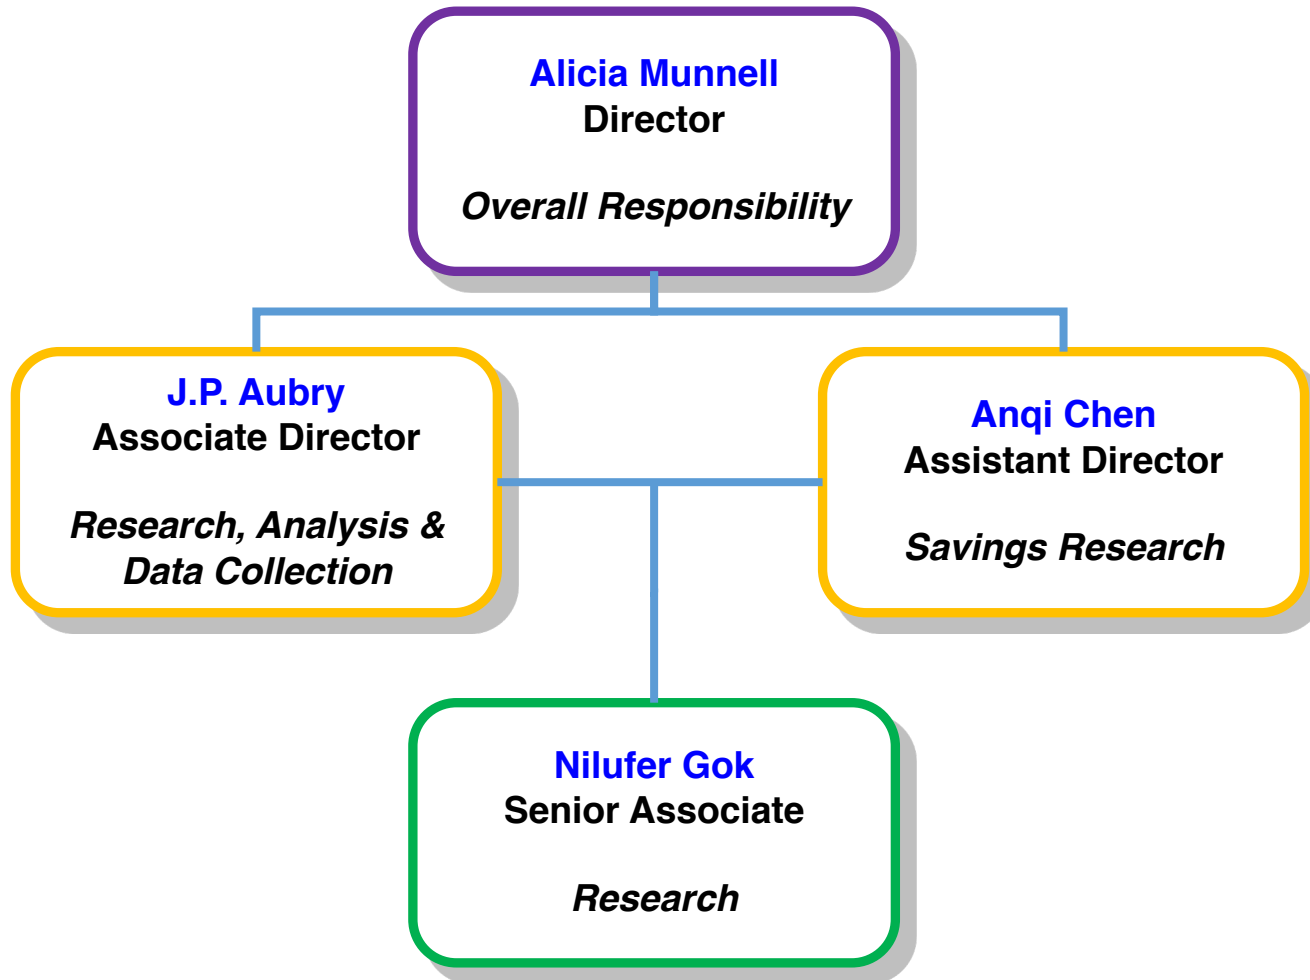 Alicia Munnell
Director
Overall Responsibility
J.P. Aubry
Associate Director
Research, Analysis &
Data Collection
Anqi Chen
Assistant Director
Savings Research
Nilufer Gok
Senior Associate
Research